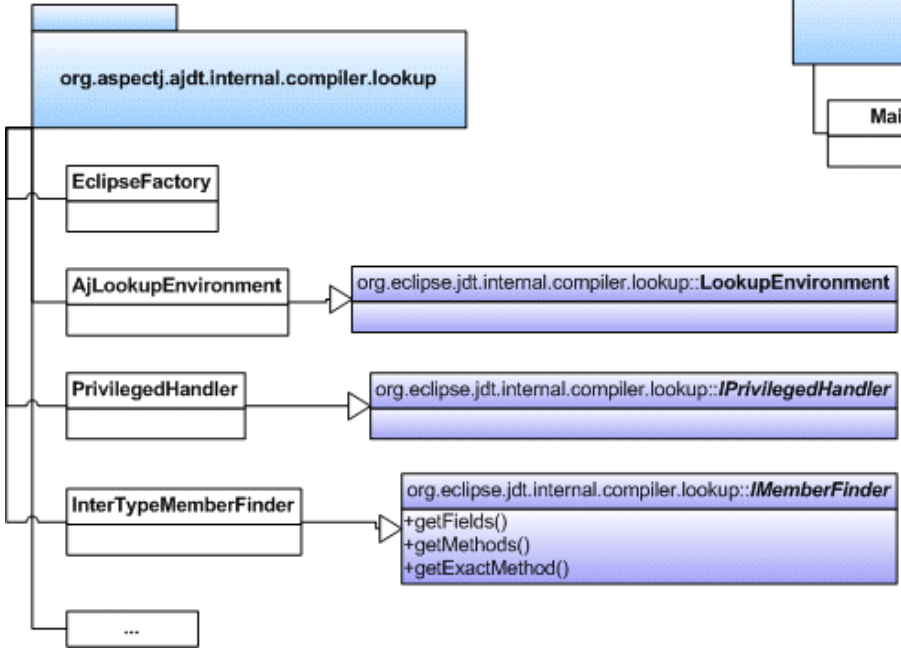 org.aspectj.ajdt.internal.compiler.lookup
Mai
EclipseFactory
AjLookupEnvironment
org.eclipse.jdt.internal.compiler.lookup::LookupEnvironment
PrivilegedHandler
org.eclipse.jdt.internal.compiler.lookup::IPrivilegedHandler
InterTypeMemberFinder
org.eclipse.jdt.internal.compiler.lookup::IMemberFinder
+getFields()
+getMethods()
+getExactMethod()
...